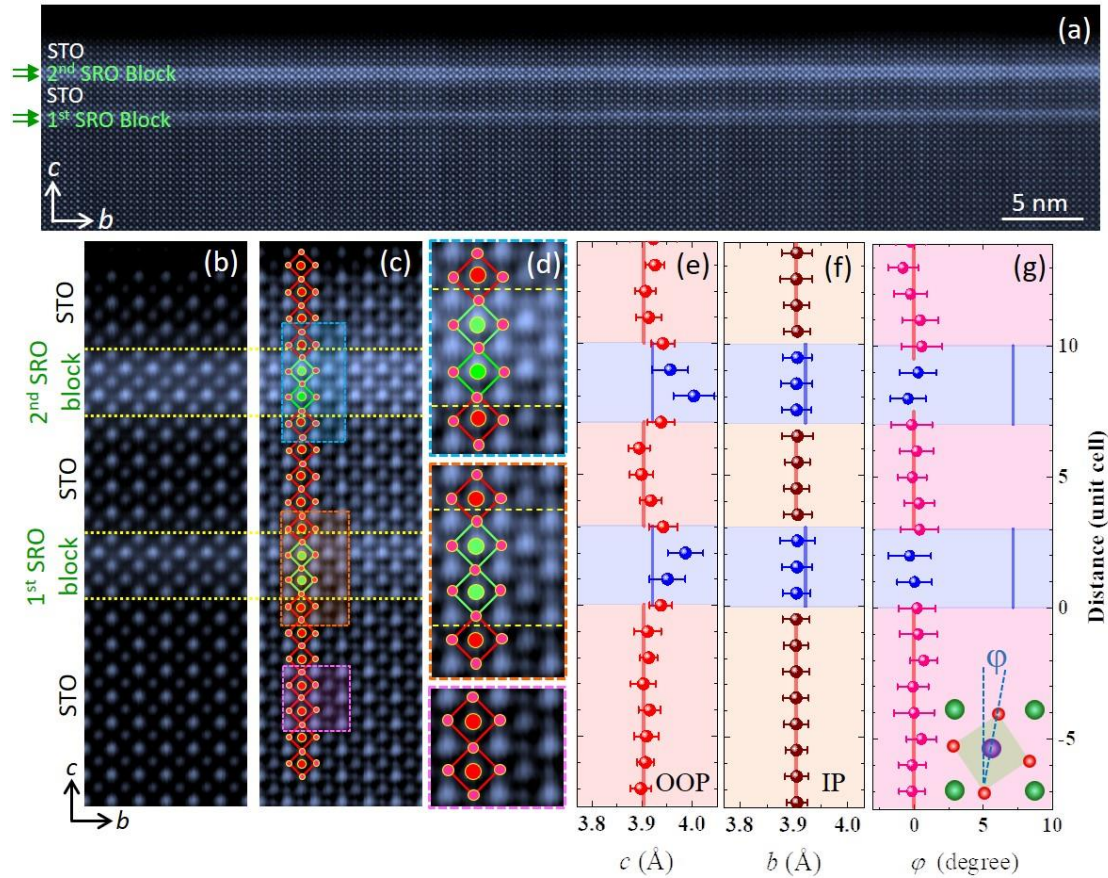 (a)
STO
2nd SRO Block
STO
1st SRO Block
c
b
5 nm
(b)
(c)
(d)
(e)
(f)
(g)
STO
2nd SRO
block
STO
1st SRO
block
STO
c
b
OOP
IP
φ
10
5
0
-5
Distance (unit cell)
3.8 3.9 4.0
3.8 3.9 4.0
0 5 10
c (Å)
b (Å)
φ (degree)